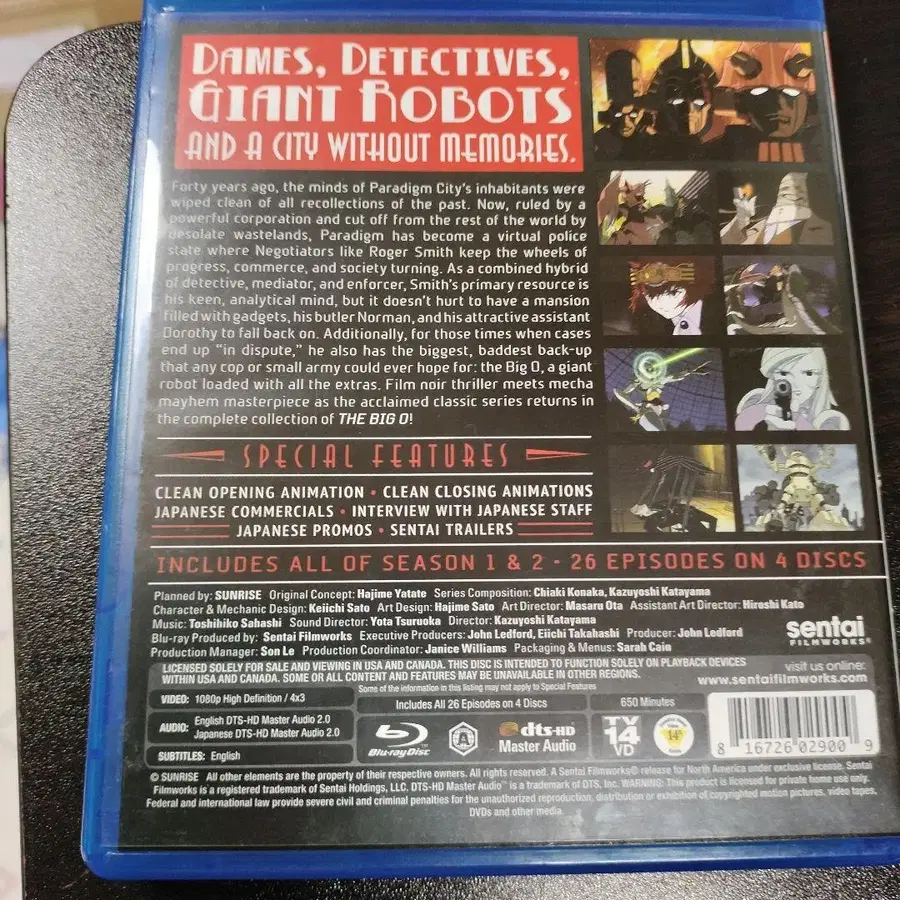 DAMES, DETECTIVES,
GIANT ROBOTS
AND A CITY WITHOUT MEMORIES.
Forty years ago, the minds of Paradigm City's inhabitants were
wiped clean of all recollections of the past. Now, ruled by a
powerful corporation and cut off from the rest of the world by
desolate wastelands, Paradigm has become a virtual police
state where Negotiators like Roger Smith keep the wheels of
progress, commerce, and society turning. As a combined hybrid
of detective, mediator, and enforcer, Smith's primary resource is
his keen, analytical mind, but it doesn't hurt to have a mansion
filled with gadgets, his butler Norman, and his attractive assistant
Dorothy to fall back on. Additionally, for those times when cases
end up "in dispute," he also has the biggest, baddest back-up
that any cop or small army could ever hope for: the Big O, a giant
robot loaded with all the extras. Film noir thriller meets mecha
mayhem masterpiece as the acclaimed classic series returns in
the complete collection of THE BIG O!
SPECIAL FEATURES
CLEAN OPENING ANIMATION • CLEAN CLOSING ANIMATIONS
JAPANESE COMMERCIALS • INTERVIEW WITH JAPANESE STAFF
JAPANESE PROMOS • SENTAI TRAILERS
INCLUDES ALL OF SEASON 1 & 2 - 26 EPISODES ON 4 DISCS
Planned by: SUNRISE Original Concept: Hajime Yatate Series Composition: Chiaki Konaka, Kazuyoshi Katayama
Character & Mechanic Design: Keiichi Sato Art Design: Hajime Sato Art Director: Masaru Ota Assistant Art Director: Hiroshi Kato
Music: Toshihiko Sahashi Sound Director: Yota Tsuruoka Director: Kazuyoshi Katayama
Blu-ray Produced by: Sentai Filmworks Executive Producers: John Ledford, Eiichi Takahashi Producer: John Ledford
Production Manager: Son Le Production Coordinator: Janice Williams Packaging & Menus: Sarah Cain
sentai
FILMWORKS®
LICENSED SOLELY FOR SALE AND VIEWING IN USA AND CANADA. THIS DISC IS INTENDED TO FUNCTION SOLELY ON PLAYBACK DEVICES
WITHIN USA AND CANADA. SOME OR ALL CONTENT AND FEATURES MAY BE UNAVAILABLE IN OTHER REGIONS.
visit us online:
www.sentaifilmworks.com
Some of the information in this listing may not apply to Special Features
VIDEO: 1080p High Definition / 4x3
AUDIO: English DTS-HD Master Audio 2.0
Japanese DTS-HD Master Audio 2.0
SUBTITLES: English
Includes All 26 Episodes on 4 Discs
650 Minutes
Blu-ray Disc
A
dts-HD
Master Audio
TV
14
VD
14
8 16726 02900 9
© SUNRISE All other elements are the property of their respective owners. All rights reserved. A Sentai Filmworks® release for North America under exclusive license. Sentai
Filmworks is a registered trademark of Sentai Holdings, LLC. DTS-HD Master Audio™ is a trademark of DTS, Inc. WARNING: This product is licensed for private home use only.
Federal and international law provide severe civil and criminal penalties for the unauthorized reproduction, distribution or exhibition of copyrighted motion pictures, video tapes,
DVDs and other media.